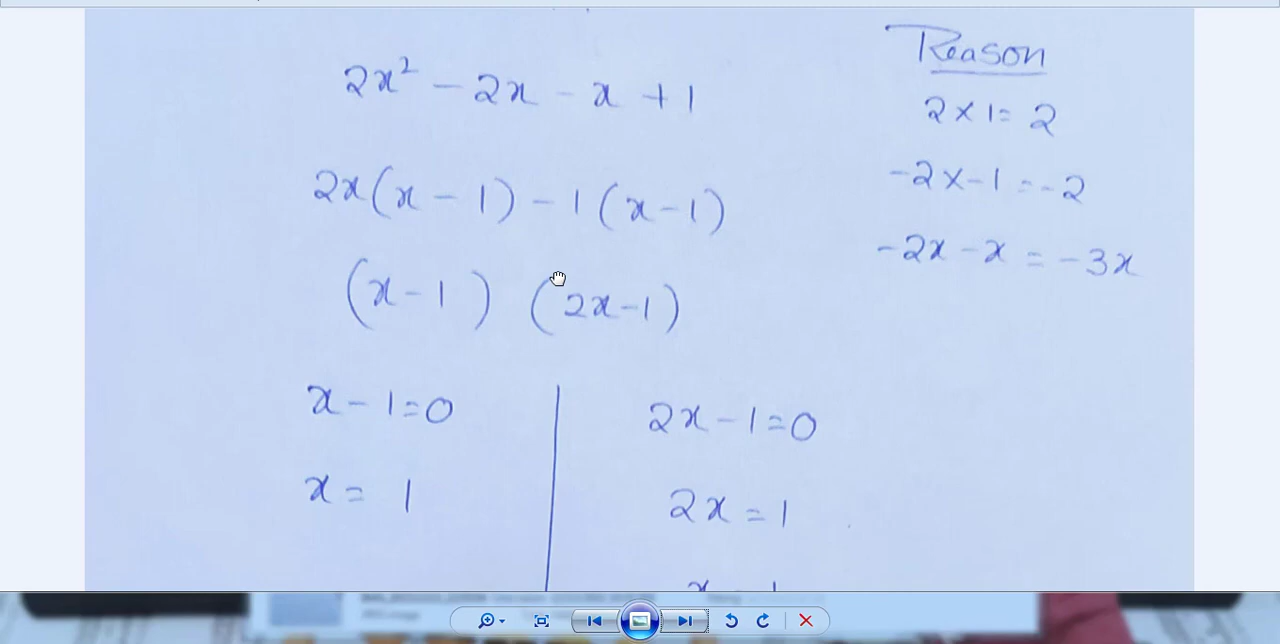 2x² - 2x - x + 1
2x(x - 1) - 1(x - 1)
(x - 1) (2x - 1)
x - 1 = 0
x = 1
2x - 1 = 0
2x = 1
Reason
2 × 1 = 2
-2 × -1 = -2
-2x - x = -3x